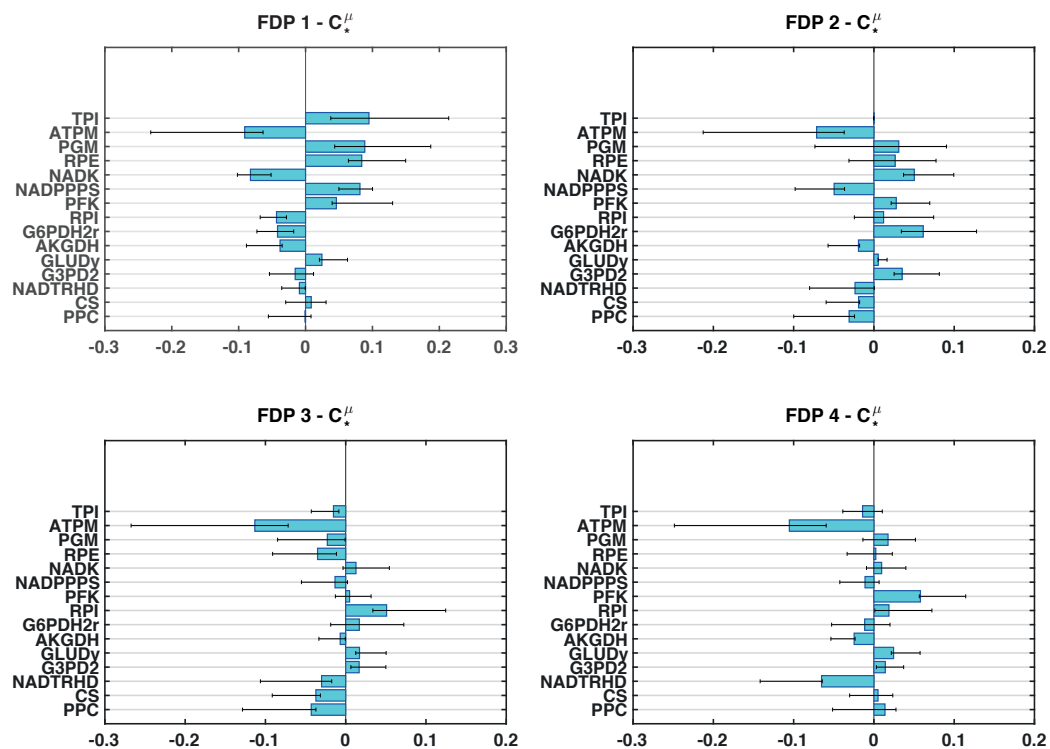 FDP 1 - C*^μ
TPI
ATPM
PGM
RPE
NADK
NADPPPS
PFK
RPI
G6PDH2r
AKGDH
GLUDy
G3PD2
NADTRHD
CS
PPC
-0.3 -0.2 -0.1 0 0.1 0.2 0.3
FDP 2 - C*^μ
TPI
ATPM
PGM
RPE
NADK
NADPPPS
PFK
RPI
G6PDH2r
AKGDH
GLUDy
G3PD2
NADTRHD
CS
PPC
-0.3 -0.2 -0.1 0 0.1 0.2
FDP 3 - C*^μ
TPI
ATPM
PGM
RPE
NADK
NADPPPS
PFK
RPI
G6PDH2r
AKGDH
GLUDy
G3PD2
NADTRHD
CS
PPC
-0.3 -0.2 -0.1 0 0.1 0.2
FDP 4 - C*^μ
TPI
ATPM
PGM
RPE
NADK
NADPPPS
PFK
RPI
G6PDH2r
AKGDH
GLUDy
G3PD2
NADTRHD
CS
PPC
-0.3 -0.2 -0.1 0 0.1 0.2